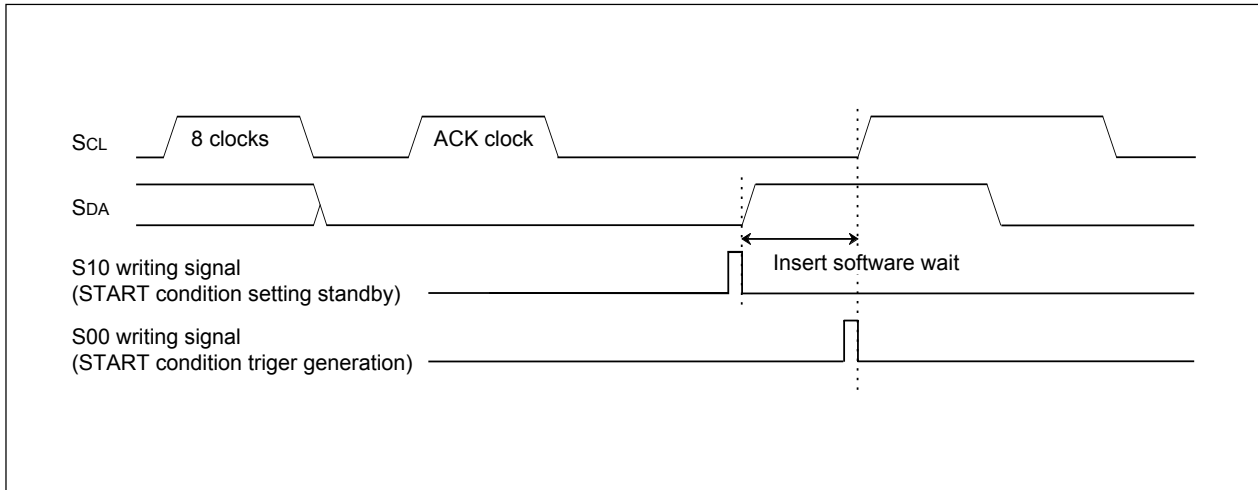 SCL
8 clocks
ACK clock
SDA
Insert software wait
S10 writing signal
(START condition setting standby)
S00 writing signal
(START condition triger generation)